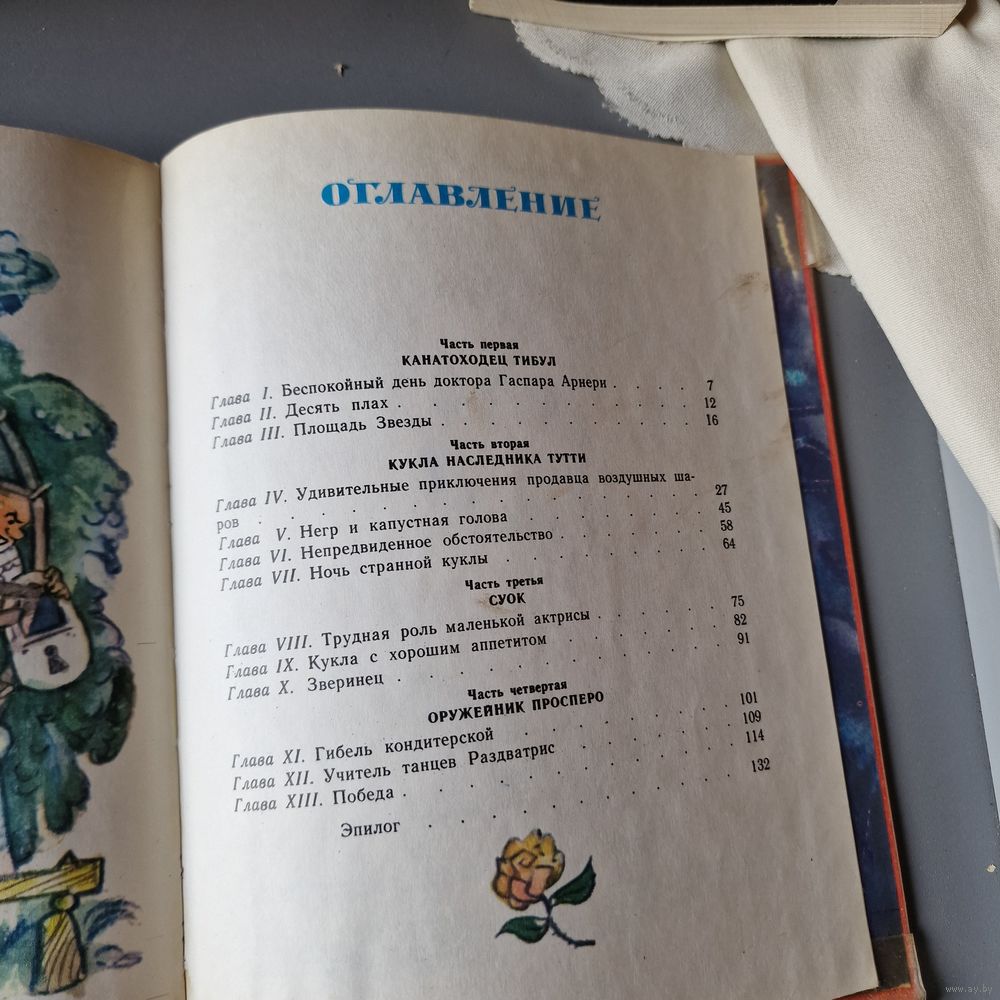 ОГЛАВЛЕНИЕ
Часть первая
КАНАТОХОДЕЦ ТИБУЛ
Глава I. Беспокойный день доктора Гаспара Арнери . . . . 7
Глава II. Десять плах . . . . . . . . . . . . 12
Глава III. Площадь Звезды . . . . . . . . . . 16
Часть вторая
КУКЛА НАСЛЕДНИКА ТУТТИ
Глава IV. Удивительные приключения продавца воздушных ша-
ров . . . . . . . . . . . . . . . 27
Глава V. Негр и капустная голова . . . . . . . 45
Глава VI. Непредвиденное обстоятельство . . . . . . 58
Глава VII. Ночь странной куклы . . . . . . . . 64
Часть третья
СУОК
Глава VIII. Трудная роль маленькой актрисы . . . . . 75
Глава IX. Кукла с хорошим аппетитом . . . . . . 82
Глава X. Зверинец . . . . . . . . . . . . 91
Часть четвертая
ОРУЖЕЙНИК ПРОСПЕРО
Глава XI. Гибель кондитерской . . . . . . . . 101
Глава XII. Учитель танцев Раздватрис . . . . . . 109
Глава XIII. Победа . . . . . . . . . . . . 114
Эпилог . . . . . . . . . . . 132
www.ay.by